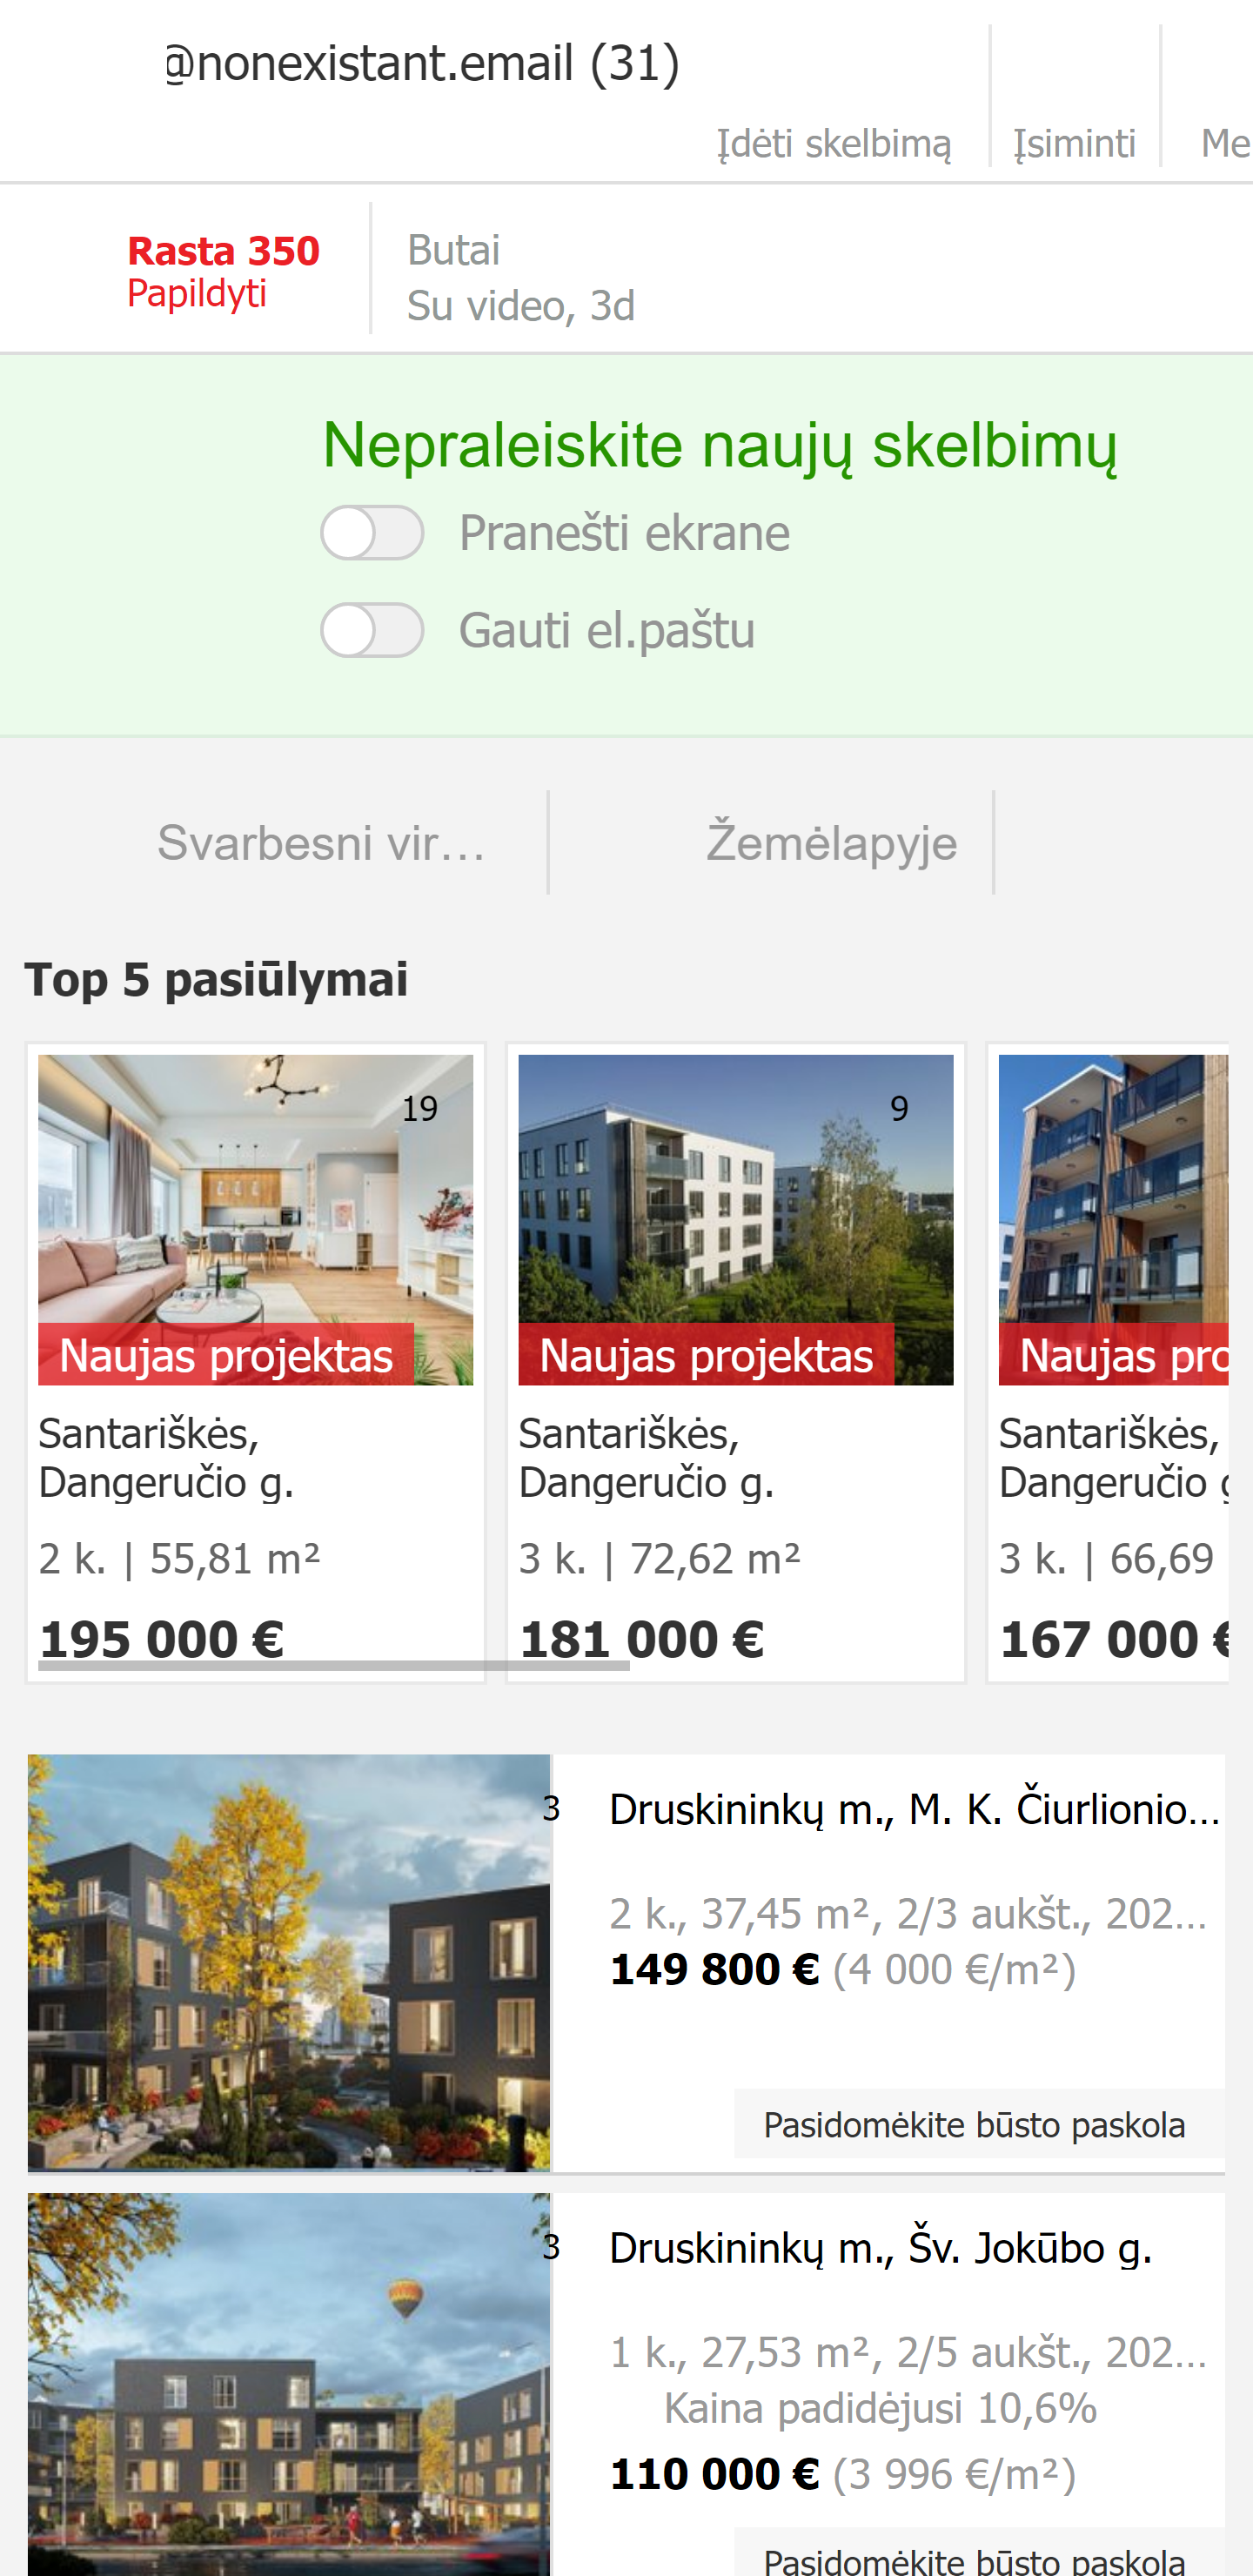 @nonexistant.email (31)
Įdėti skelbimą
Įsiminti
Me
Rasta 350
Papildyti
Butai
Su video, 3d
Nepraleiskite naujų skelbimų
Pranešti ekrane
Gauti el.paštu
Svarbesni vir...
Žemėlapyje
Top 5 pasiūlymai
19
Naujas projektas
Santariškės,
Dangeručio g.
2 k. | 55,81 m²
195 000 €
9
Naujas projektas
Santariškės,
Dangeručio g.
3 k. | 72,62 m²
181 000 €
Naujas pro
Santariškės,
Dangeručio g
3 k. | 66,69
167 000 €
3
Druskininkų m., M. K. Čiurlionio...
2 k., 37,45 m², 2/3 aukšt., 202...
149 800 € (4 000 €/m²)
Pasidomėkite būsto paskola
3
Druskininkų m., Šv. Jokūbo g.
1 k., 27,53 m², 2/5 aukšt., 202...
Kaina padidėjusi 10,6%
110 000 € (3 996 €/m²)
Pasidomėkite būsto paskola